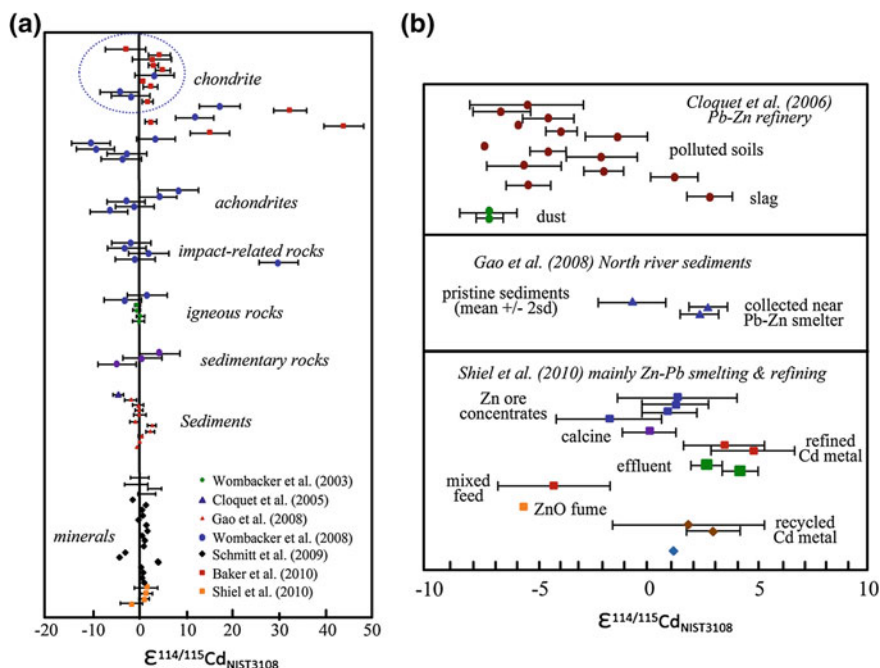 (a)
chondrite
achondrites
impact-related rocks
igneous rocks
sedimentary rocks
Sediments
minerals
Wombacker et al. (2003)
Cloquet et al. (2005)
Gao et al. (2008)
Wombacker et al. (2008)
Schmitt et al. (2009)
Baker et al. (2010)
Shiel et al. (2010)
-20 -10 0 10 20 30 40 50
Ɛ114/115CdNIST3108
(b)
Cloquet et al. (2006)
Pb-Zn refinery
polluted soils
slag
dust
Gao et al. (2008) North river sediments
pristine sediments
(mean +/- 2sd)
collected near
Pb-Zn smelter
Shiel et al. (2010) mainly Zn-Pb smelting & refining
Zn ore
concentrates
calcine
refined
Cd metal
effluent
mixed
feed
ZnO fume
recycled
Cd metal
-10 -5 0 5 10
Ɛ114/115CdNIST3108